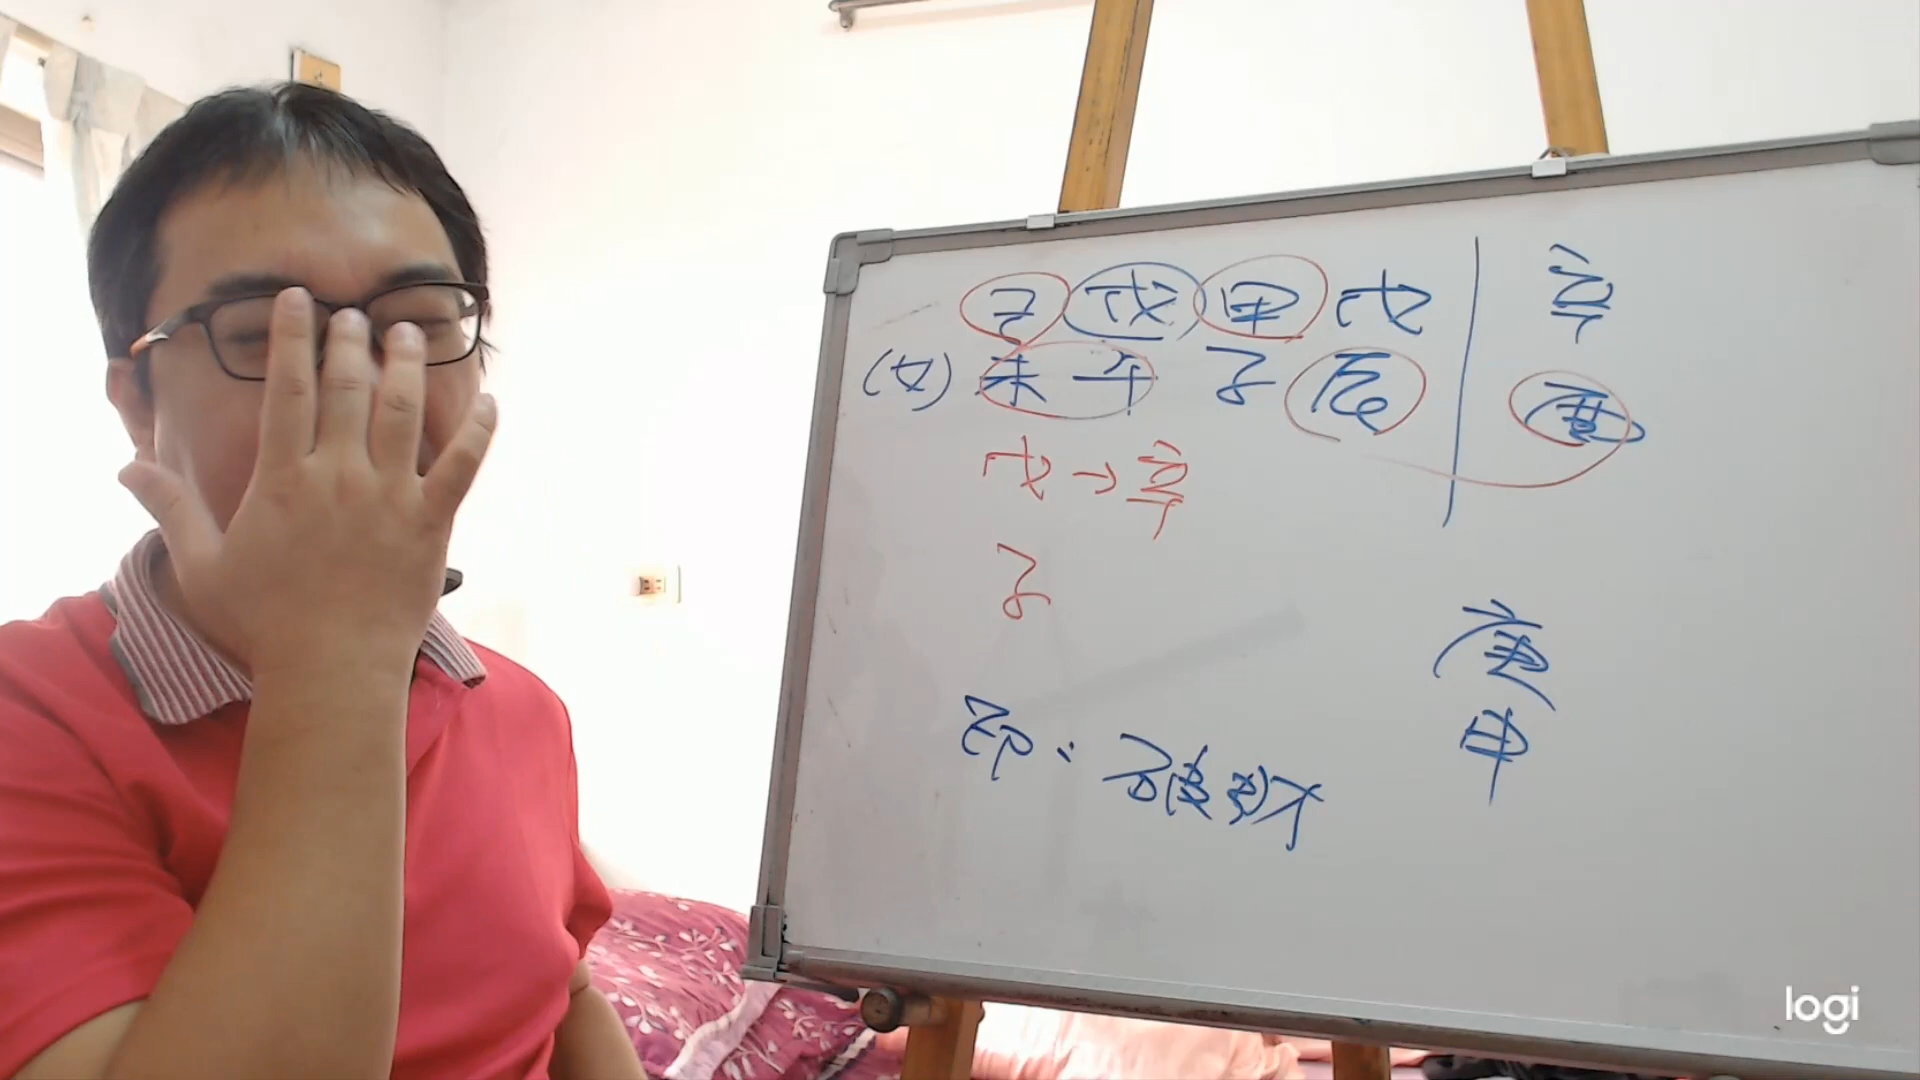 己 戊 甲 戊 辛
(女) 未 午 子 辰 酉
戊→辛
子
庚
申
印：破財
logi